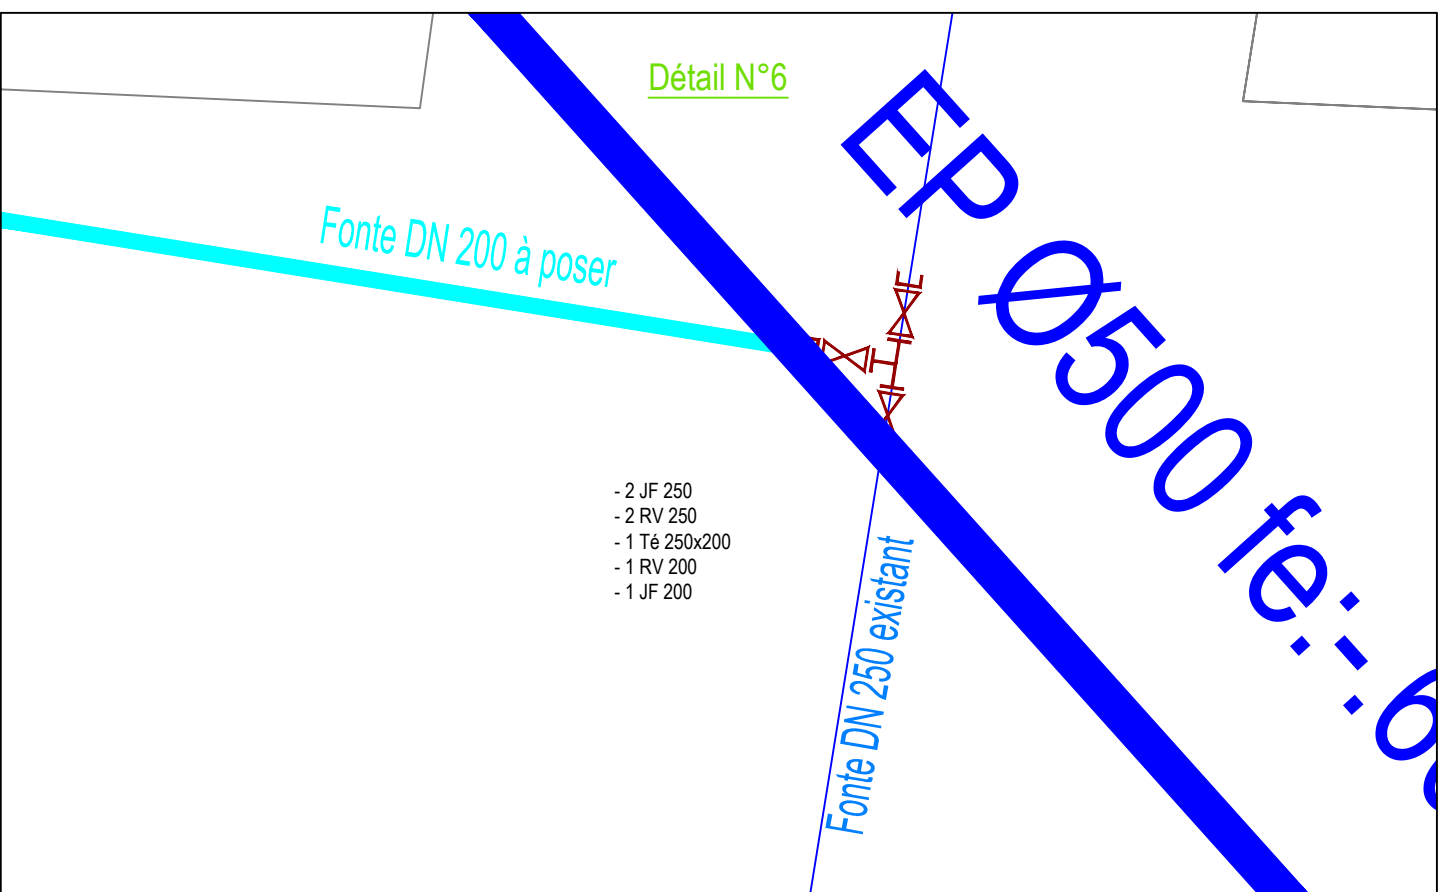 Détail N°6
EP Ø500 fe:-.6
Fonte DN 200 à poser
- 2 JF 250
- 2 RV 250
- 1 Té 250x200
- 1 RV 200
- 1 JF 200
Fonte DN 250 existant